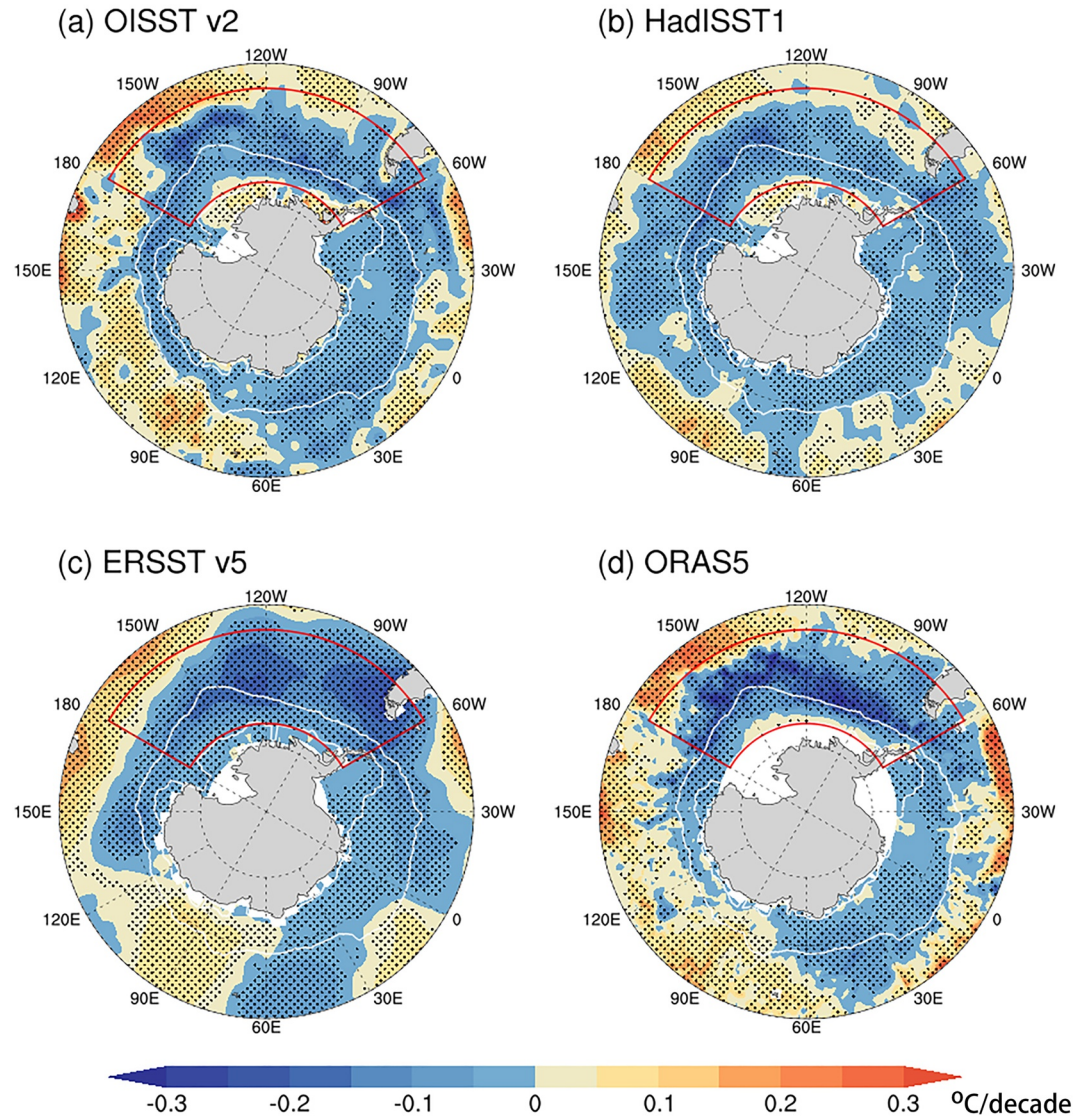 (a) OISST v2
(b) HadISST1
120W 120W
150W 90W 150W 90W
180 60W 180 60W
150E 30W 150E 30W
120E 0 120E 0
90E 30E 90E 30E
60E 60E
(c) ERSST v5
(d) ORAS5
120W 120W
150W 90W 150W 90W
180 60W 180 60W
150E 30W 150E 30W
120E 0 120E 0
90E 30E 90E 30E
60E 60E
-0.3 -0.2 -0.1 0 0.1 0.2 0.3 ºC/decade